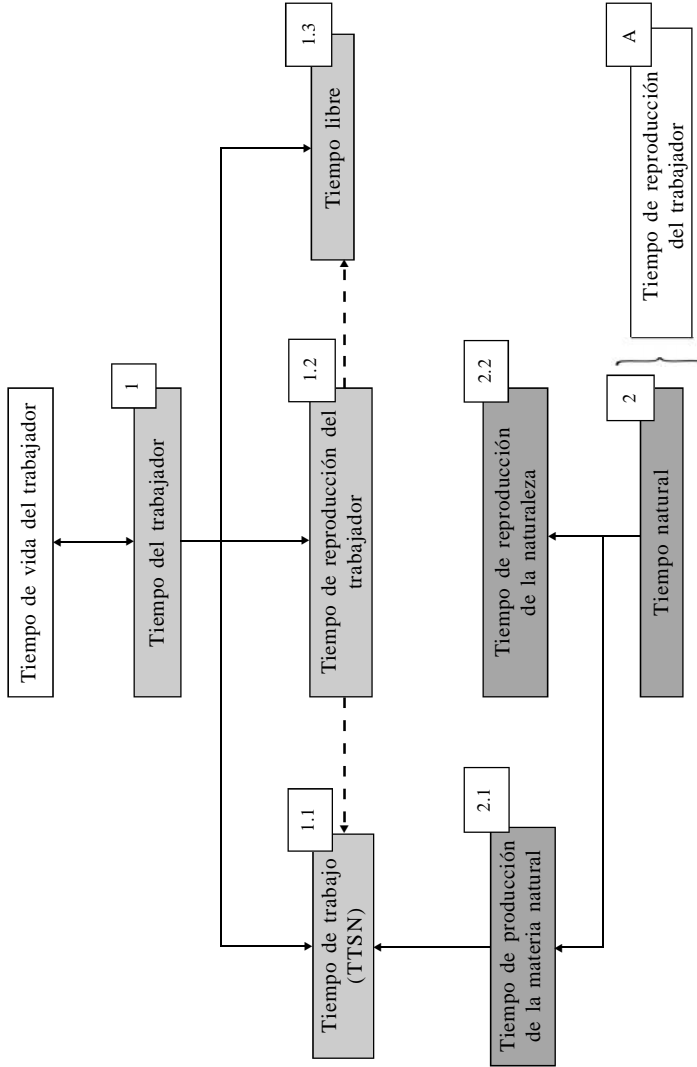 Tiempo de vida del trabajador
1
Tiempo del trabajador
1.1
Tiempo de trabajo
(TTSN)
1.2
Tiempo de reproducción del
trabajador
1.3
Tiempo libre
2.1
Tiempo de producción
de la materia natural
2.2
Tiempo de reproducción
de la naturaleza
2
Tiempo natural
A
Tiempo de reproducción
del trabajador